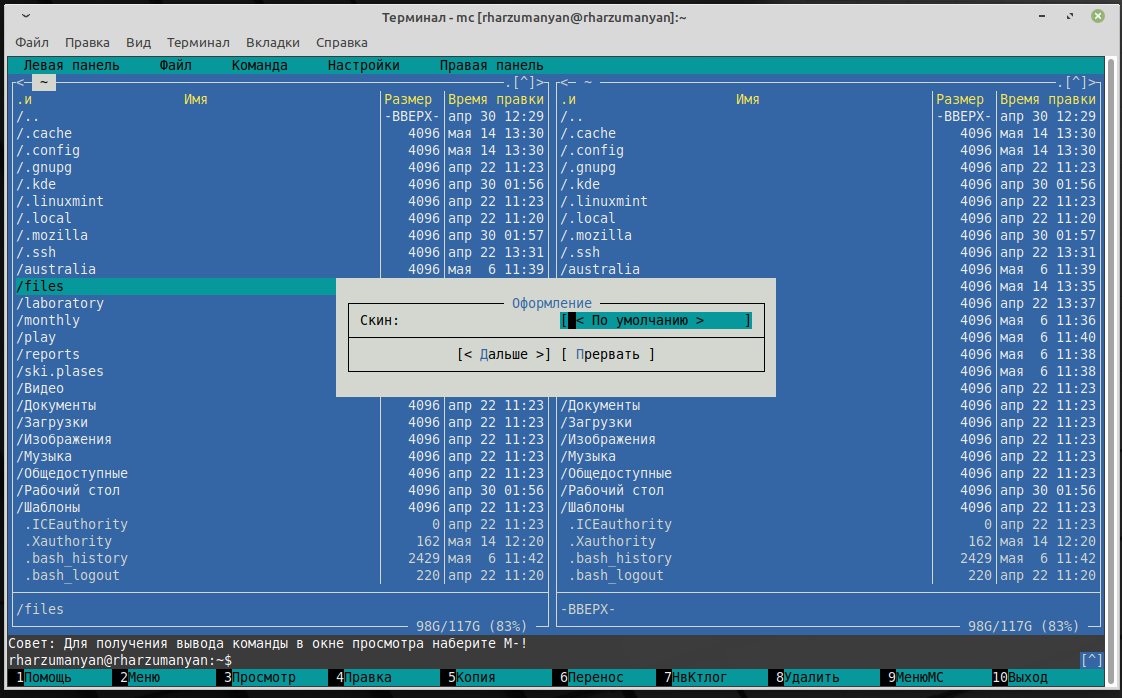 Терминал - mc [rharzumanyan@rharzumanyan]:~
Файл Правка Вид Терминал Вкладки Справка
Левая панель Файл Команда Настройки Правая панель
<─ ~ ─.[^]> <─ ~ ─.[^]>
.и Имя Размер Время правки .и Имя Размер Время правки
/.. -ВВЕРХ- апр 30 12:29 /.. -ВВЕРХ- апр 30 12:29
/.cache 4096 мая 14 13:30 /.cache 4096 мая 14 13:30
/.config 4096 мая 14 13:30 /.config 4096 мая 14 13:30
/.gnupg 4096 апр 22 11:23 /.gnupg 4096 апр 22 11:23
/.kde 4096 апр 30 01:56 /.kde 4096 апр 30 01:56
/.linuxmint 4096 апр 22 11:23 /.linuxmint 4096 апр 22 11:23
/.local 4096 апр 22 11:20 /.local 4096 апр 22 11:20
/.mozilla 4096 апр 30 01:57 /.mozilla 4096 апр 30 01:57
/.ssh 4096 апр 22 13:31 /.ssh 4096 апр 22 13:31
/australia 4096 мая 6 11:39 /australia 4096 мая 6 11:39
/files 4096 мая 14 13:35
/laboratory Оформление 4096 апр 22 13:37
/monthly Скин: [ < По умолчанию > ] 4096 мая 6 11:36
/play 4096 мая 6 11:40
/reports [< Дальше >] [ Прервать ] 4096 мая 6 11:38
/ski.plases 4096 мая 6 11:38
/Видео 4096 апр 22 11:23
/Документы 4096 апр 22 11:23 /Документы 4096 апр 22 11:23
/Загрузки 4096 апр 22 11:23 /Загрузки 4096 апр 22 11:23
/Изображения 4096 апр 22 11:23 /Изображения 4096 апр 22 11:23
/Музыка 4096 апр 22 11:23 /Музыка 4096 апр 22 11:23
/Общедоступные 4096 апр 22 11:23 /Общедоступные 4096 апр 22 11:23
/Рабочий стол 4096 апр 30 01:56 /Рабочий стол 4096 апр 30 01:56
/Шаблоны 4096 апр 22 11:23 /Шаблоны 4096 апр 22 11:23
.ICEauthority 0 апр 22 11:23 .ICEauthority 0 апр 22 11:23
.Xauthority 162 мая 14 12:20 .Xauthority 162 мая 14 12:20
.bash_history 2429 мая 6 11:42 .bash_history 2429 мая 6 11:42
.bash_logout 220 апр 22 11:20 .bash_logout 220 апр 22 11:20
/files -ВВЕРХ-
98G/117G (83%) 98G/117G (83%)
Совет: Для получения вывода команды в окне просмотра наберите M-!
rharzumanyan@rharzumanyan:~$ [^]
1Помощь 2Меню 3Просмотр 4Правка 5Копия 6Перенос 7НвКтлог 8Удалить 9МенюMC 10Выход